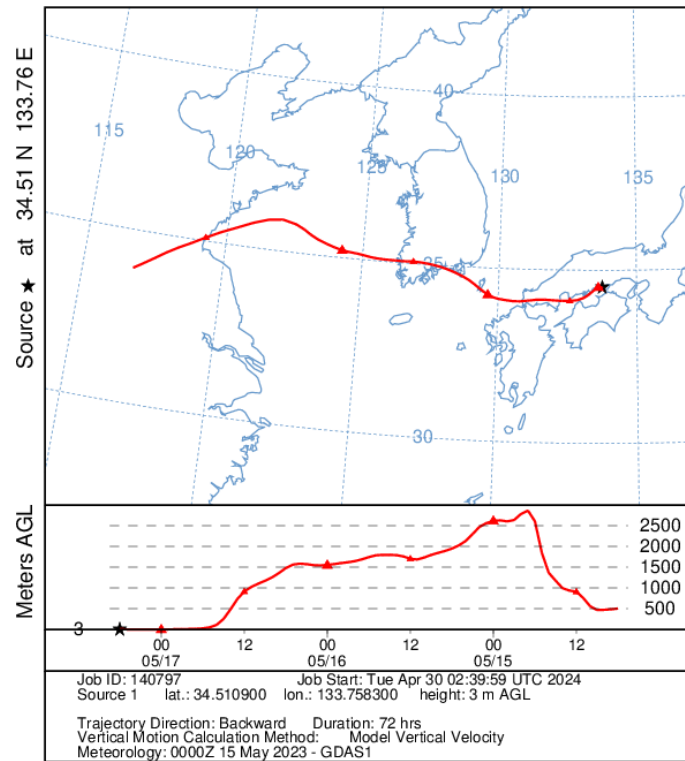 Source ★ at 34.51 N 133.76 E
40
115
120
125
130
135
35
30
Meters AGL
2500
2000
1500
1000
500
3
00 12 00 12 00 12
05/17 05/16 05/15
Job ID: 140797 Job Start: Tue Apr 30 02:39:59 UTC 2024
Source 1 lat.: 34.510900 lon.: 133.758300 height: 3 m AGL
Trajectory Direction: Backward Duration: 72 hrs
Vertical Motion Calculation Method: Model Vertical Velocity
Meteorology: 0000Z 15 May 2023 - GDAS1